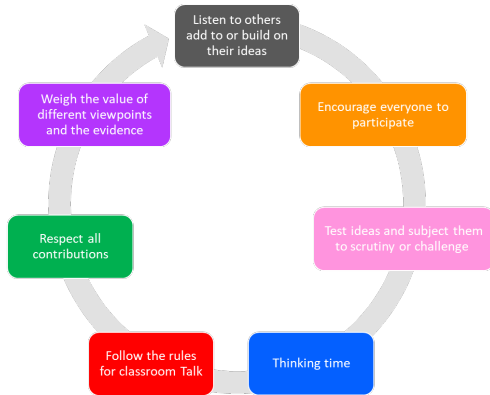 Listen to others
add to or build on
their ideas
Encourage everyone to
participate
Test ideas and subject them
to scrutiny or challenge
Thinking time
Follow the rules
for classroom Talk
Respect all
contributions
Weigh the value of
different viewpoints
and the evidence